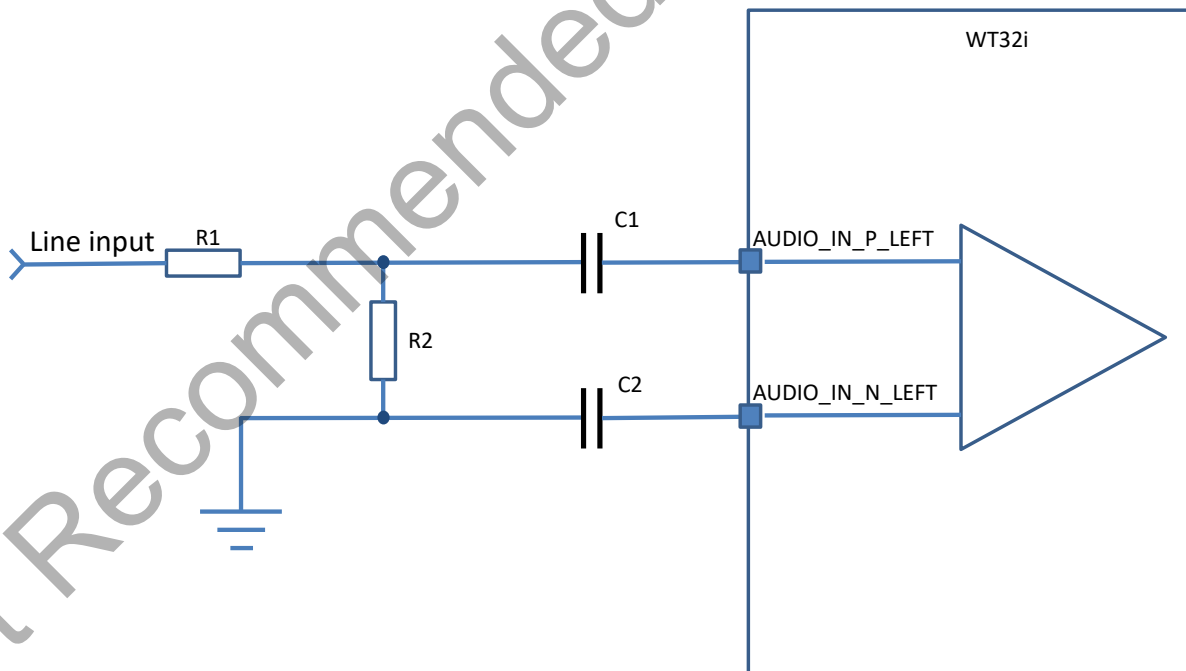 WT32i
Line input
R1
C1
AUDIO_IN_P_LEFT
R2
C2
AUDIO_IN_N_LEFT
Recommended